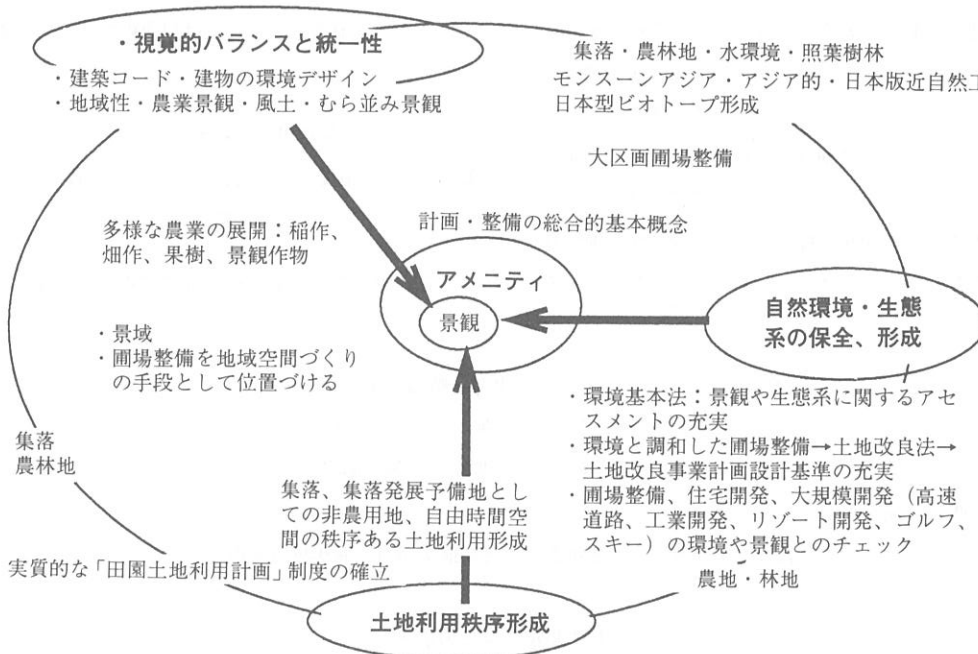 ・視覚的バランスと統一性
・建築コード・建物の環境デザイン
・地域性・農業景観・風土・むら並み景観
集落・農林地・水環境・照葉樹林
モンスーンアジア・アジア的・日本版近自然工
日本型ビオトープ形成
大区画圃場整備
計画・整備の総合的基本概念
多様な農業の展開：稲作、
畑作、果樹、景観作物
アメニティ
景観
自然環境・生態
系の保全、形成
・景域
・圃場整備を地域空間づくり
の手段として位置づける
・環境基本法：景観や生態系に関するアセ
スメントの充実
・環境と調和した圃場整備→土地改良法→
土地改良事業計画設計基準の充実
・圃場整備、住宅開発、大規模開発（高速
道路、工業開発、リゾート開発、ゴルフ、
スキー）の環境や景観とのチェック
集落
農林地
集落、集落発展予備地とし
ての非農用地、自由時間空
間の秩序ある土地利用形成
実質的な「田園土地利用計画」制度の確立
農地・林地
土地利用秩序形成